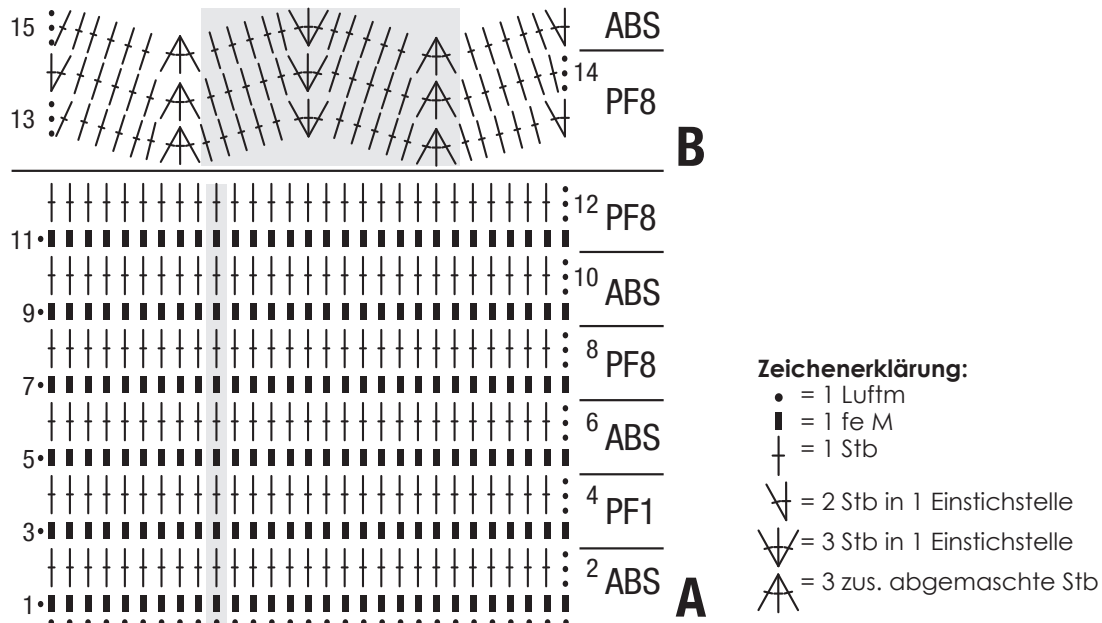 15 ABS
14
PF8
13
B
12 PF8
11
10 ABS
9
8 PF8
7
6 ABS
5
4 PF1
3
2 ABS
1
A
Zeichenerklärung:
= 1 Luftm
= 1 fe M
= 1 Stb
= 2 Stb in 1 Einstichstelle
= 3 Stb in 1 Einstichstelle
= 3 zus. abgemaschte Stb